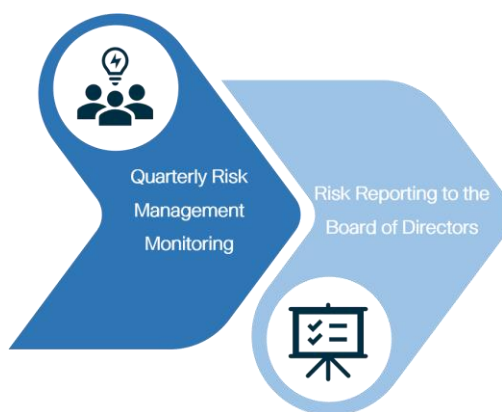 Quarterly Risk
Management
Monitoring
Risk Reporting to the
Board of Directors